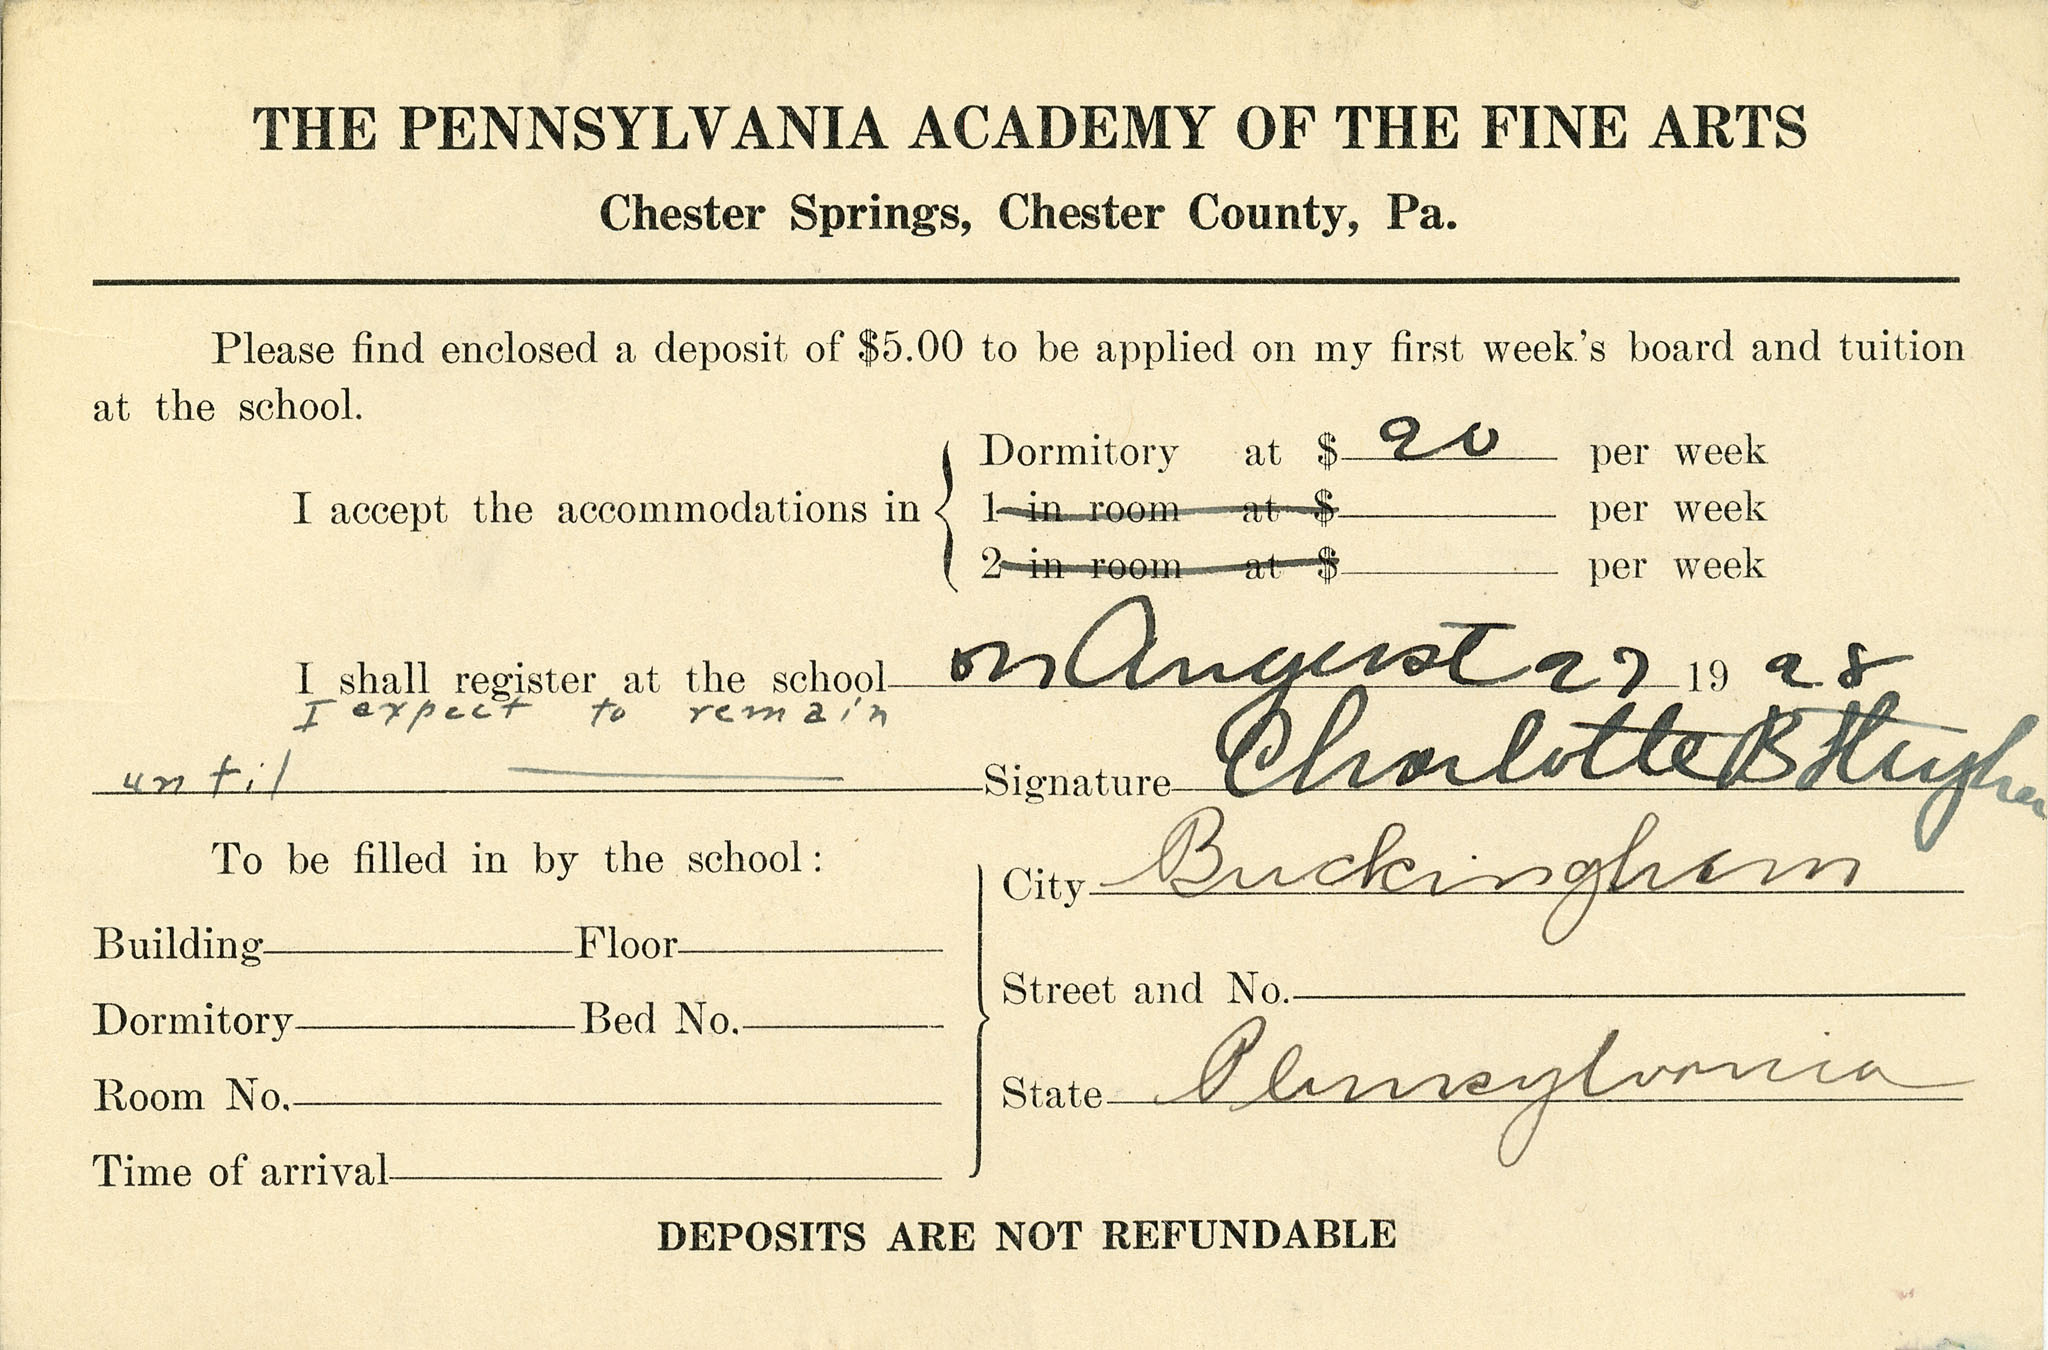 THE PENNSYLVANIA ACADEMY OF THE FINE ARTS
Chester Springs, Chester County, Pa.
Please find enclosed a deposit of $5.00 to be applied on my first week's board and tuition
at the school.
I accept the accommodations in
Dormitory at $ 20 per week
1 in room at $ per week
2 in room at $ per week
I shall register at the school on August 27 1928
I expect to remain
until
Signature Charlotte B
To be filled in by the school:
City Buckingham
Building Floor
Street and No.
Dormitory Bed No.
Room No.
State Pennsylvania
Time of arrival
DEPOSITS ARE NOT REFUNDABLE